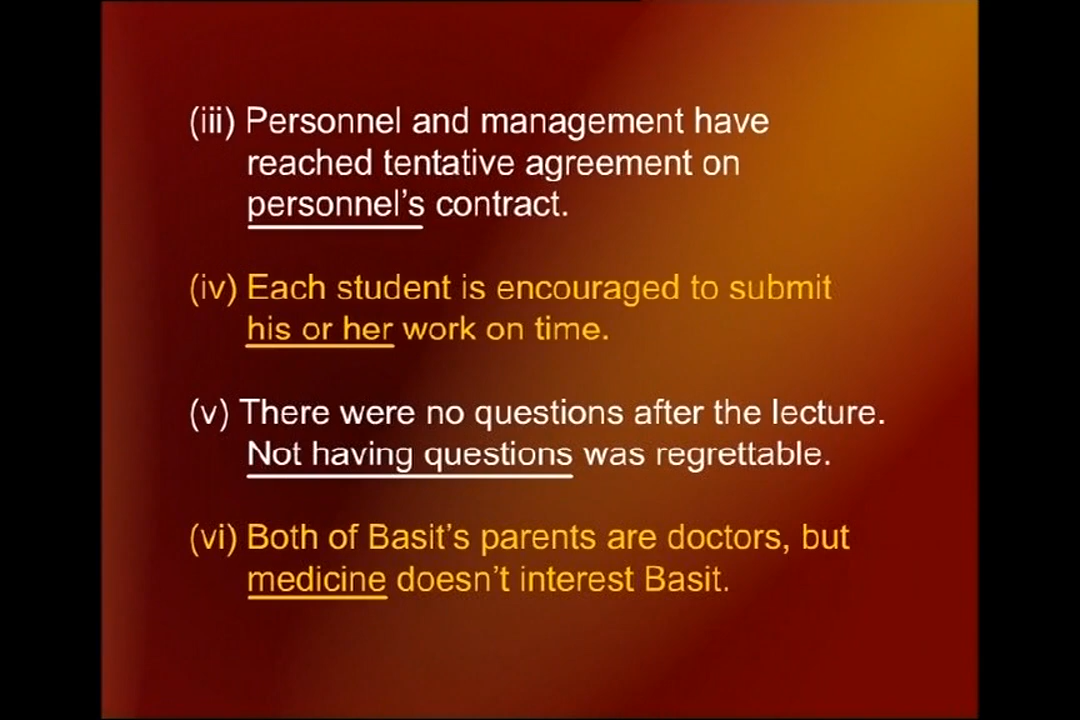 (iii) Personnel and management have
reached tentative agreement on
personnel’s contract.
(iv) Each student is encouraged to submit
his or her work on time.
(v) There were no questions after the lecture.
Not having questions was regrettable.
(vi) Both of Basit’s parents are doctors, but
medicine doesn’t interest Basit.